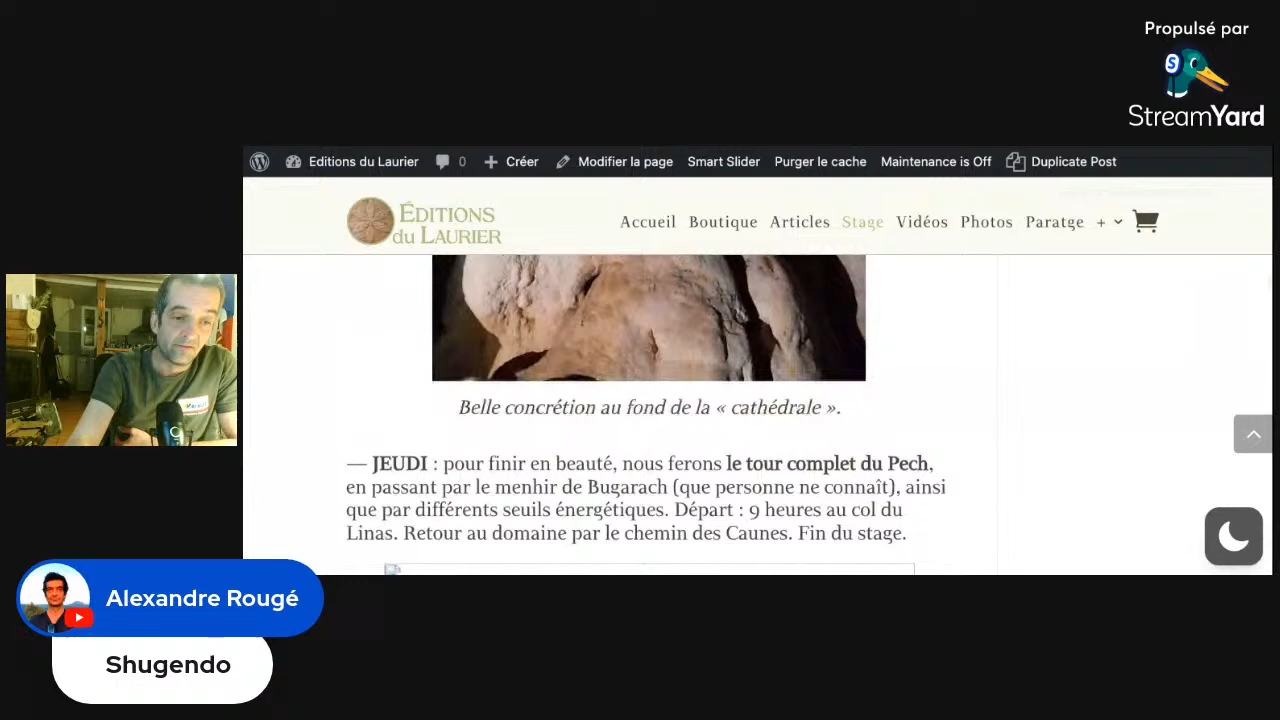 Propulsé par
StreamYard
Editions du Laurier 0 Créer Modifier la page Smart Slider Purger le cache Maintenance is Off Duplicate Post
ÉDITIONS
du LAURIER
Accueil Boutique Articles Stage Vidéos Photos Paratge +
Belle concrétion au fond de la « cathédrale ».
— JEUDI : pour finir en beauté, nous ferons le tour complet du Pech,
en passant par le menhir de Bugarach (que personne ne connaît), ainsi
que par différents seuils énergétiques. Départ : 9 heures au col du
Linas. Retour au domaine par le chemin des Caunes. Fin du stage.
Alexandre Rougé
Shugendo